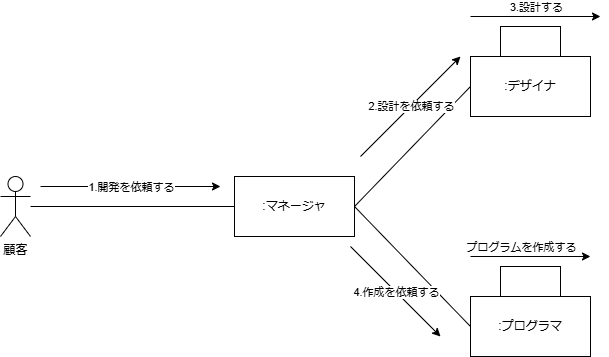 3.設計する
:デザイナ
2.設計を依頼する
1.開発を依頼する
:マネージャ
顧客
プログラムを作成する
4.作成を依頼する
:プログラマ